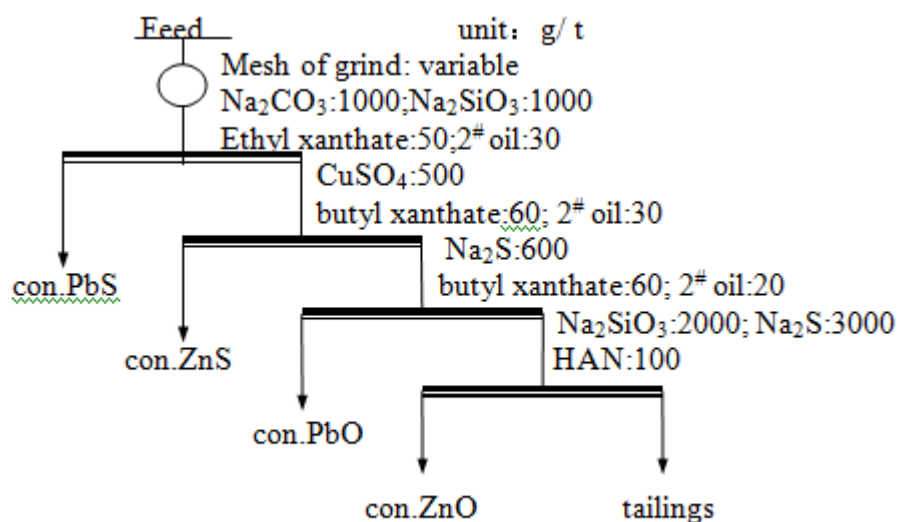 Feed unit: g/ t
Mesh of grind: variable
Na₂CO₃:1000;Na₂SiO₃:1000
Ethyl xanthate:50;2# oil:30
CuSO₄:500
butyl xanthate:60; 2# oil:30
Na₂S:600
con.PbS
butyl xanthate:60; 2# oil:20
Na₂SiO₃:2000; Na₂S:3000
con.ZnS
HAN:100
con.PbO
con.ZnO
tailings